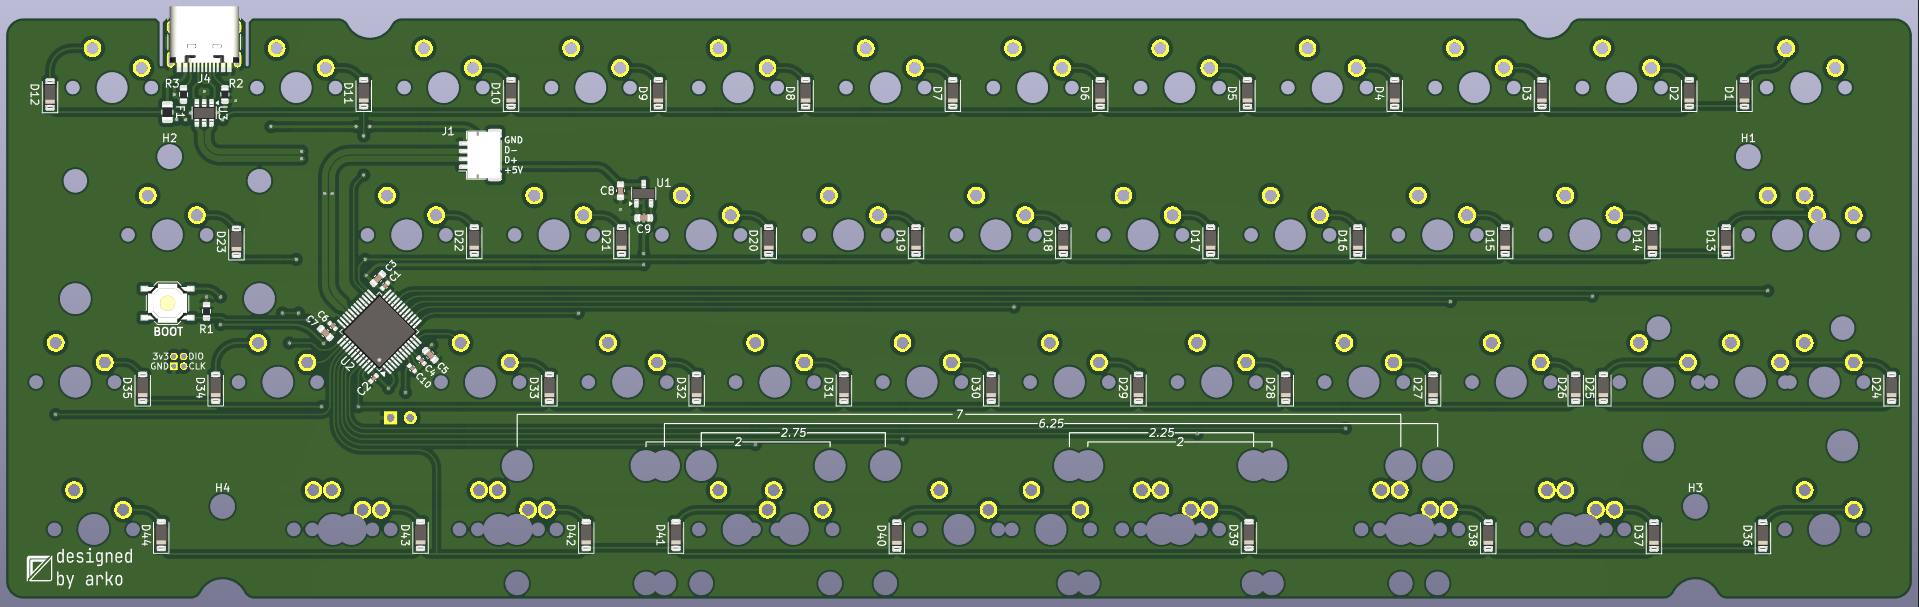 J4
R3
R2
D12
F1
U3
D11
D10
D9
D8
D7
D6
D5
D4
D3
D2
D1
H2
J1
GND
D-
D+
+5V
H1
C8
U1
C9
D23
D22
D21
D20
D19
D18
D17
D16
D15
D14
D13
C3
C1
BOOT
R1
C6
C7
U2
3v3 DIO
GND CLK
C5
C4
C10
C2
D35
D34
D33
D32
D31
D30
D29
D28
D27
D26
D25
D24
7
6.25
2.75
2.25
2
2
H4
H3
D44
D43
D42
D41
D40
D39
D38
D37
D36
designed
by arko